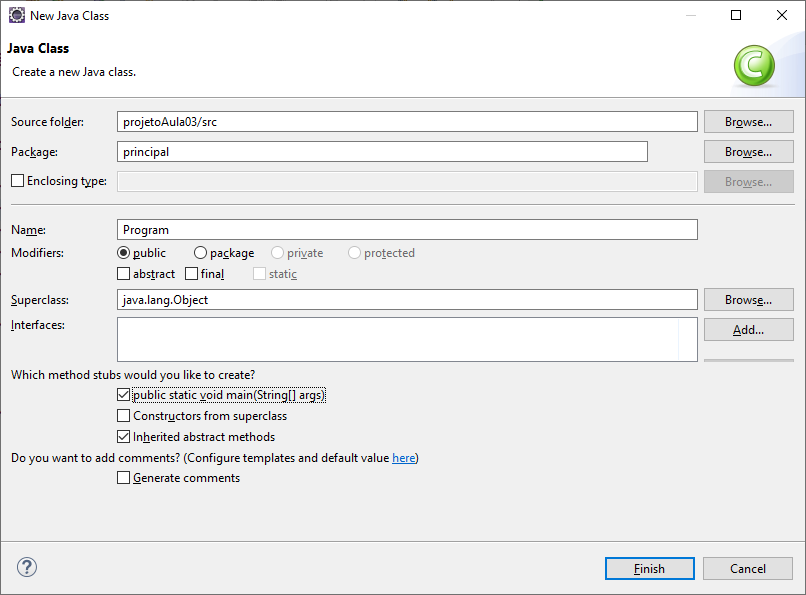 New Java Class
Java Class
Create a new Java class.
C
Source folder: projetoAula03/src Browse...
Package: principal Browse...
Enclosing type: Browse...
Name: Program
Modifiers: public package private protected
abstract final static
Superclass: java.lang.Object Browse...
Interfaces: Add...
Which method stubs would you like to create?
public static void main(String[] args)
Constructors from superclass
Inherited abstract methods
Do you want to add comments? (Configure templates and default value here)
Generate comments
? Finish Cancel